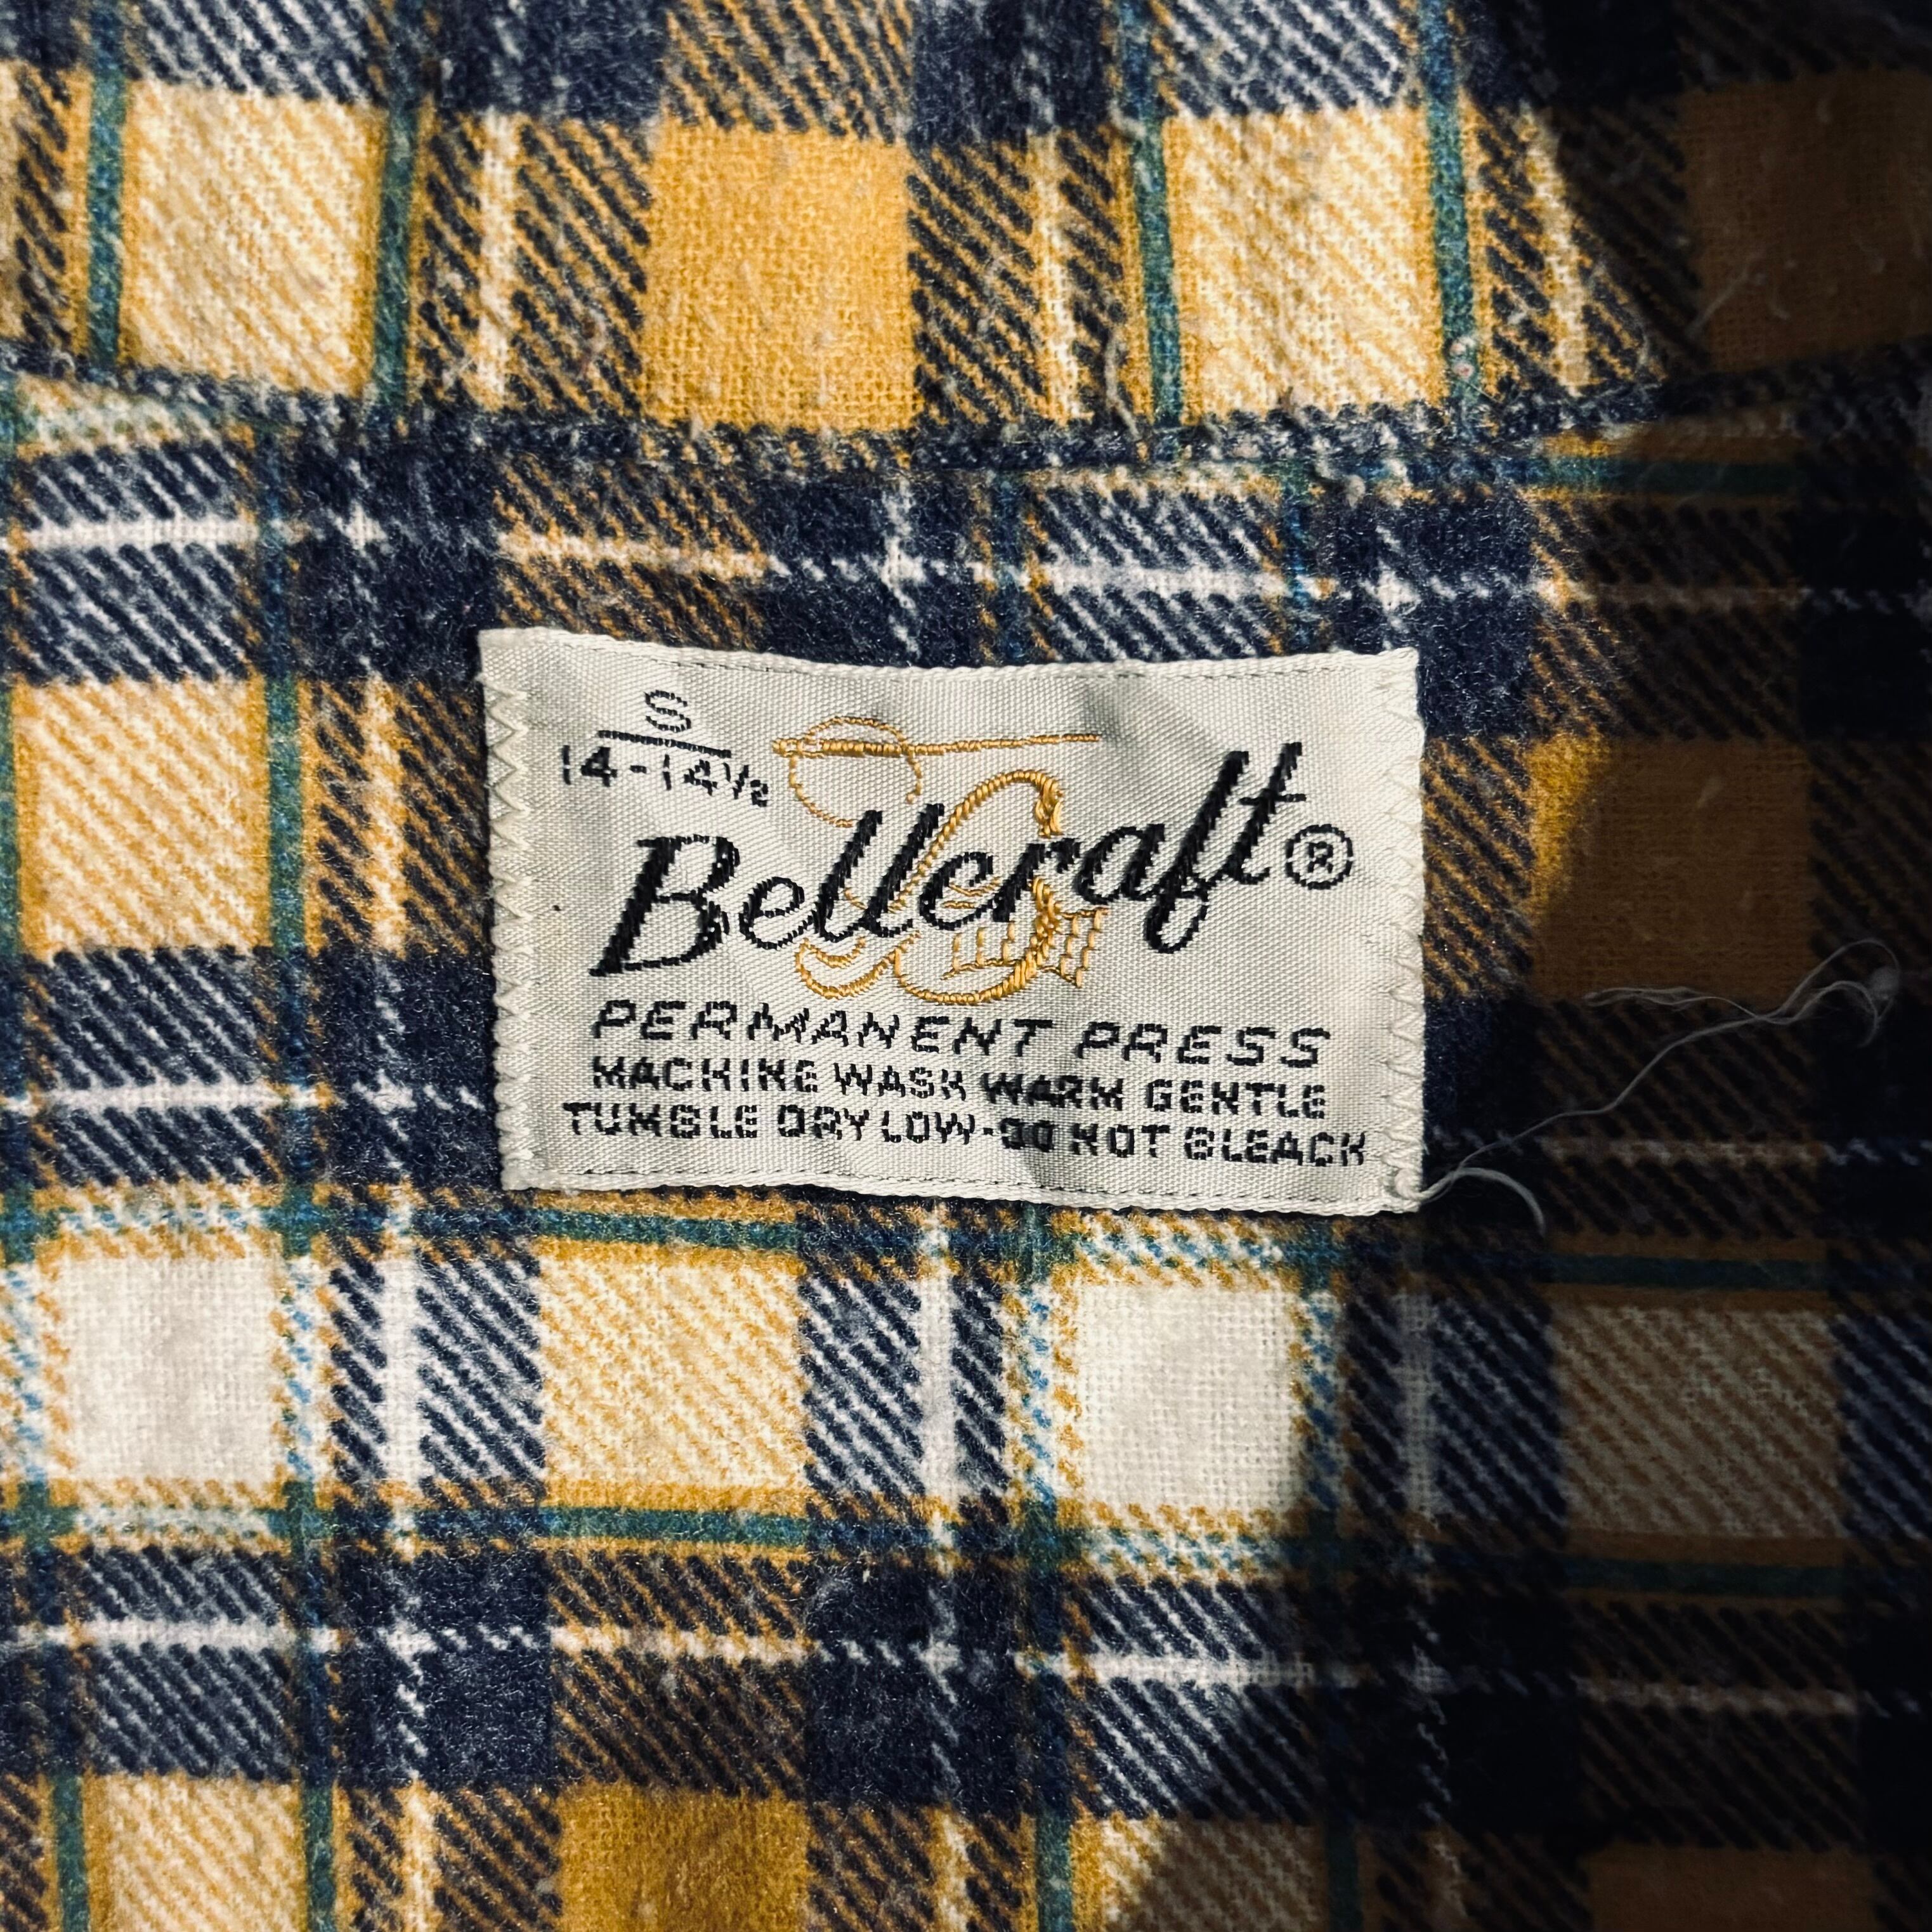 S
14-14½
Bellcraft®
PERMANENT PRESS
MACHINE WASH WARM GENTLE
TUMBLE DRY LOW-DO NOT BLEACH